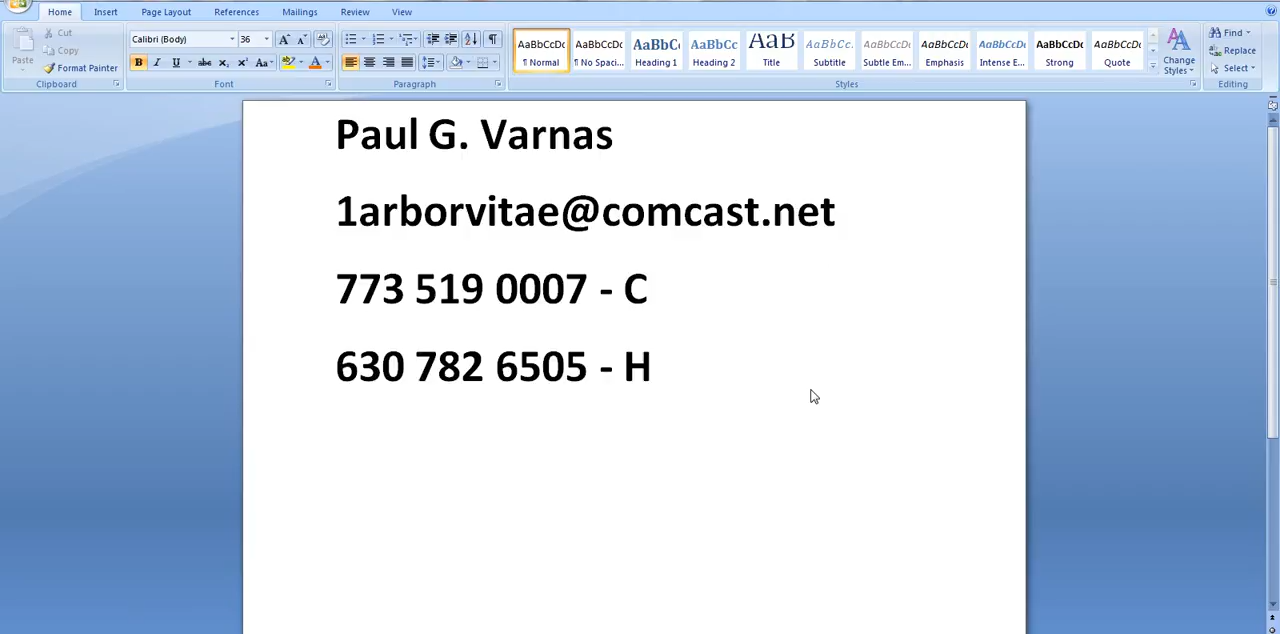 Home Insert Page Layout References Mailings Review View
Cut
Copy
Format Painter
Paste
Clipboard
Calibri (Body) 36
Font
Paragraph
AaBbCcDc AaBbCcDc AaBbC AaBbCc AaB AaBbCc. AaBbCcDc AaBbCcDc AaBbCcDc AaBbCcDc AaBbCcDc
¶ Normal ¶ No Spaci... Heading 1 Heading 2 Title Subtitle Subtle Em... Emphasis Intense E... Strong Quote
Change Styles
Styles
Find
Replace
Select
Editing
Paul G. Varnas
1arborvitae@comcast.net
773 519 0007 - C
630 782 6505 - H